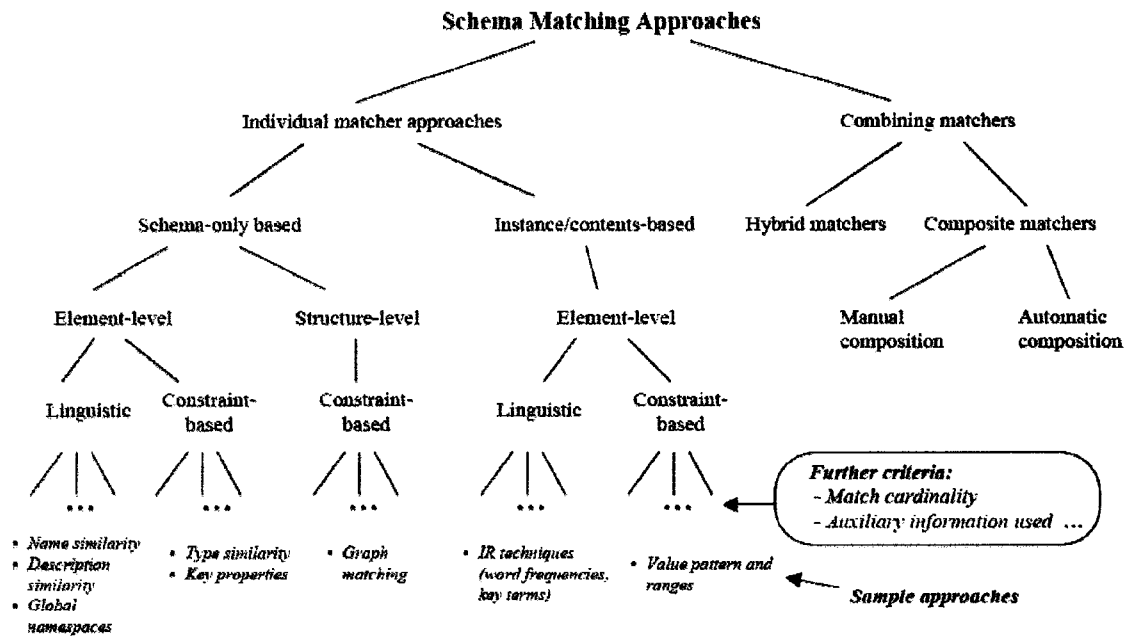 Schema Matching Approaches
Individual matcher approaches
Combining matchers
Schema-only based
Instance/contents-based
Hybrid matchers
Composite matchers
Element-level
Structure-level
Element-level
Manual
composition
Automatic
composition
Linguistic
Constraint-
based
Constraint-
based
Linguistic
Constraint-
based
Further criteria:
- Match cardinality
- Auxiliary information used ...
...
...
...
...
...
• Name similarity
• Description
similarity
• Global
namespaces
• Type similarity
• Key properties
• Graph
matching
• IR techniques
(word frequencies,
key terms)
• Value pattern and
ranges
Sample approaches